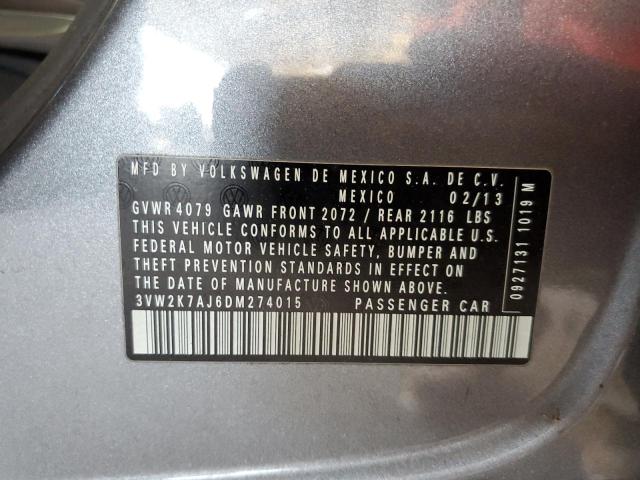 MFD BY VOLKSWAGEN DE MEXICO S.A. DE C.V.
MEXICO 02/13
GVWR 4079 GAWR FRONT 2072 / REAR 2116 LBS
THIS VEHICLE CONFORMS TO ALL APPLICABLE U.S.
FEDERAL MOTOR VEHICLE SAFETY, BUMPER AND
THEFT PREVENTION STANDARDS IN EFFECT ON
THE DATE OF MANUFACTURE SHOWN ABOVE.
3VW2K7AJ6DM274015 PASSENGER CAR
0927131 1019 M